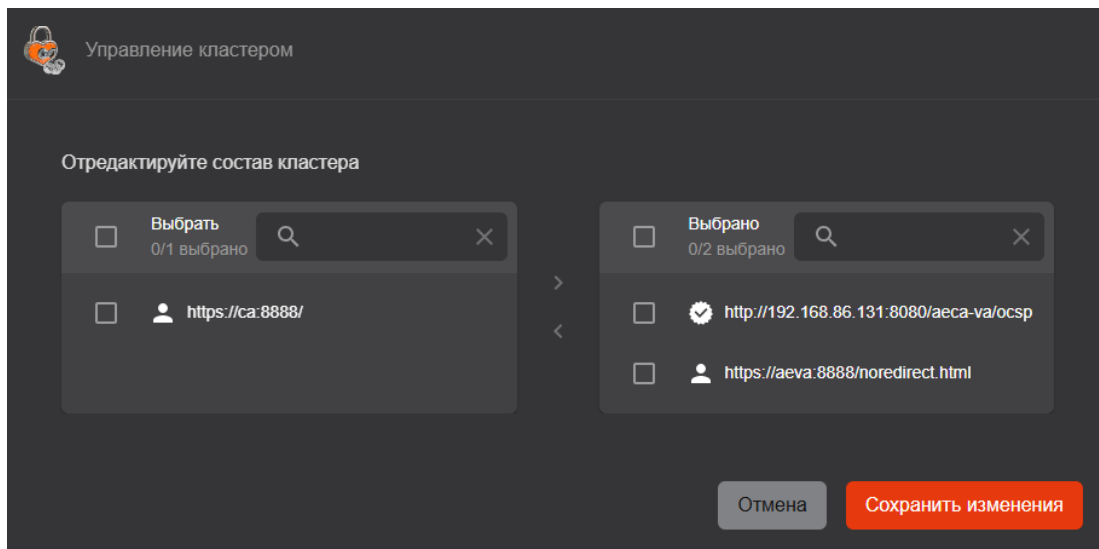 Управление кластером
Отредактируйте состав кластера
Выбрать
0/1 выбрано
https://ca:8888/
Выбрано
0/2 выбрано
http://192.168.86.131:8080/aeca-va/ocsp
https://aeva:8888/noredirect.html
Отмена
Сохранить изменения